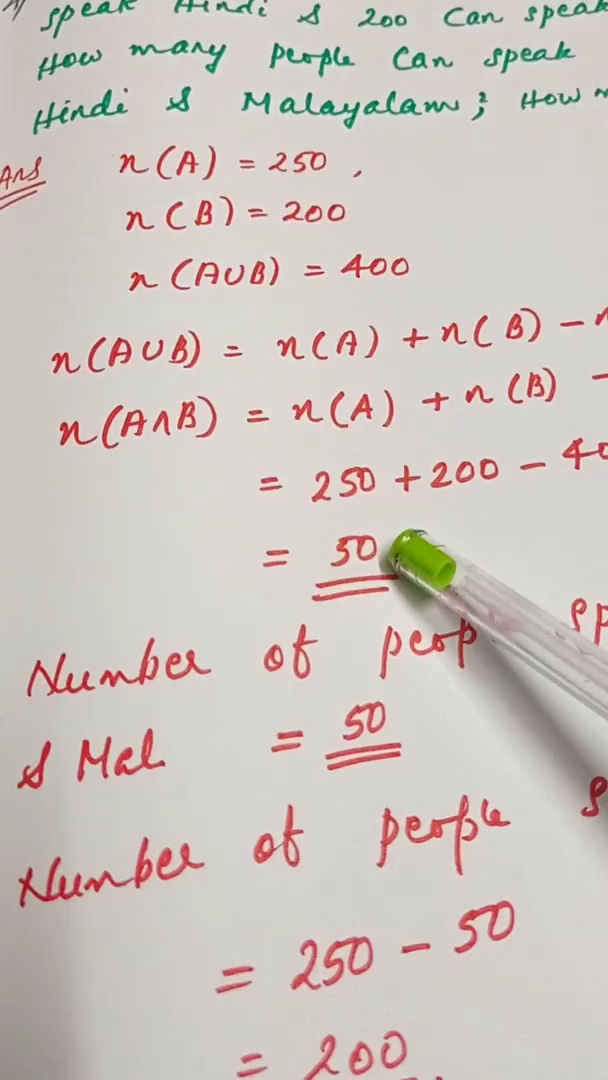 speak Hindi & 200 can speak
How many people can speak
Hindi & Malayalam; How
Ans n(A) = 250,
n(B) = 200
n(A∪B) = 400
n(A∪B) = n(A) + n(B) -
n(A∩B) = n(A) + n(B) -
= 250 + 200 - 40
= 50
Number of peop
& Mal = 50
Number of people
= 250 - 50
= 200